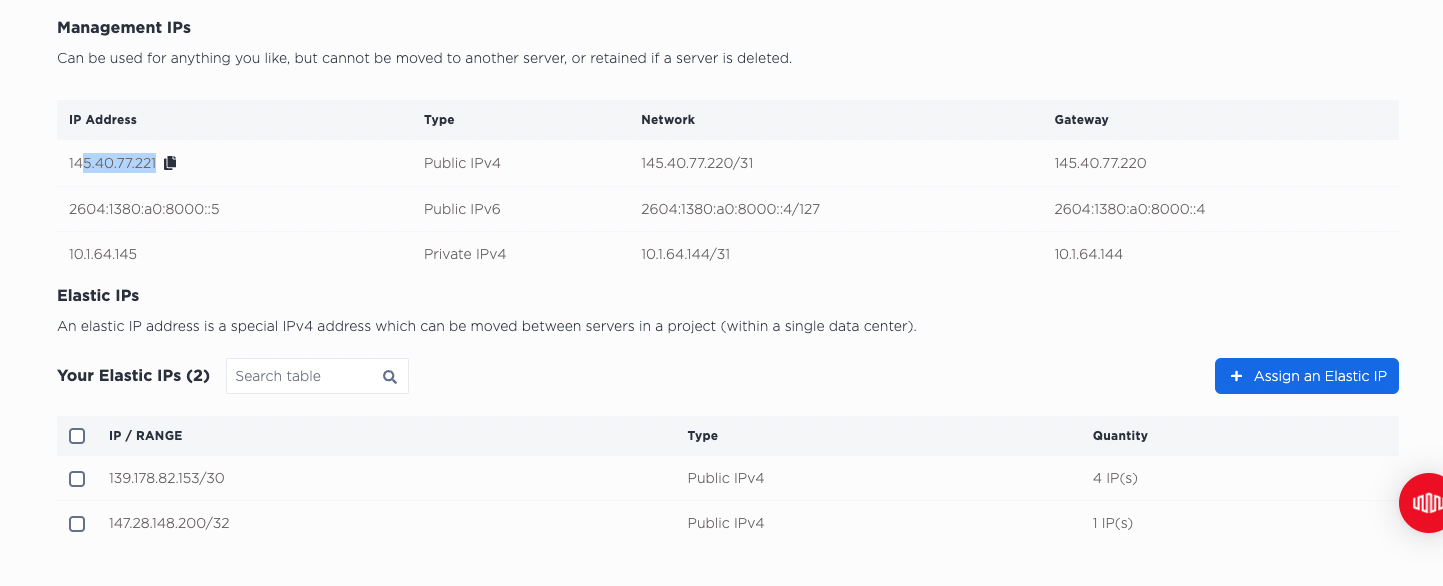 Management IPs
Can be used for anything you like, but cannot be moved to another server, or retained if a server is deleted.
IP Address Type Network Gateway
145.40.77.221 Public IPv4 145.40.77.220/31 145.40.77.220
2604:1380:a0:8000::5 Public IPv6 2604:1380:a0:8000::4/127 2604:1380:a0:8000::4
10.1.64.145 Private IPv4 10.1.64.144/31 10.1.64.144
Elastic IPs
An elastic IP address is a special IPv4 address which can be moved between servers in a project (within a single data center).
Your Elastic IPs (2) Search table + Assign an Elastic IP
IP / RANGE Type Quantity
139.178.82.153/30 Public IPv4 4 IP(s)
147.28.148.200/32 Public IPv4 1 IP(s)